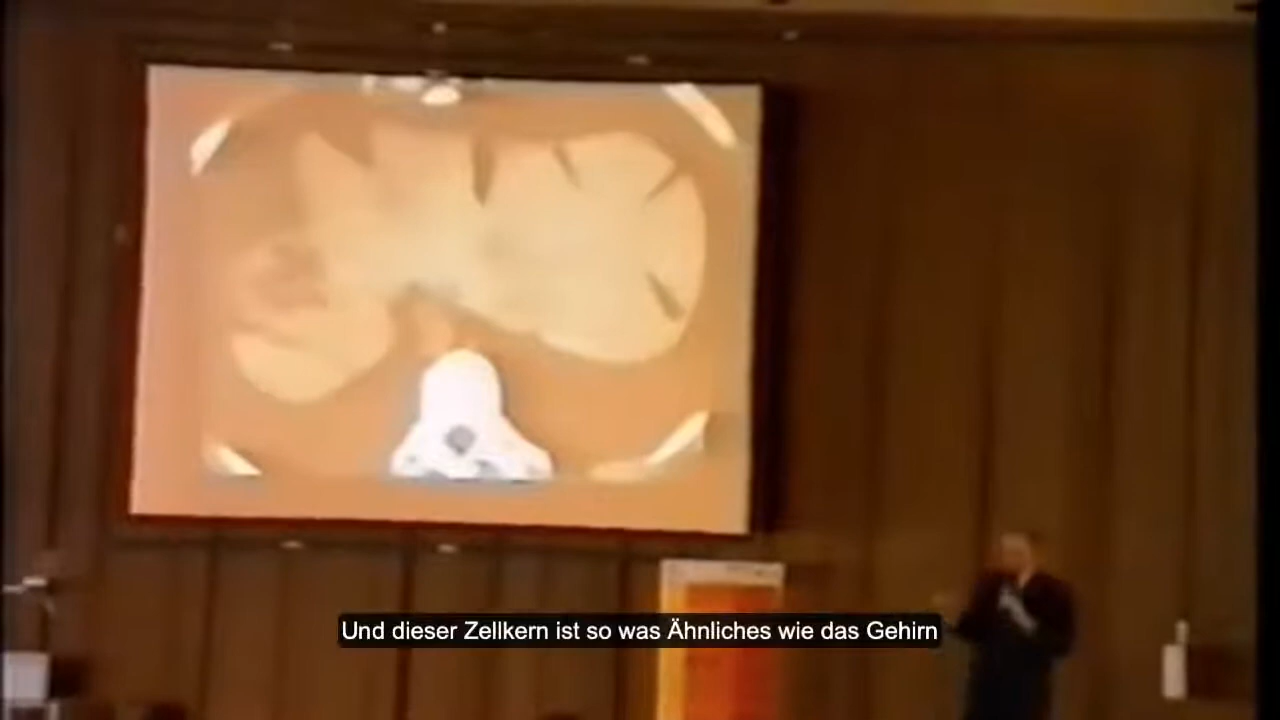 Und dieser Zellkern ist so was Ähnliches wie das Gehirn